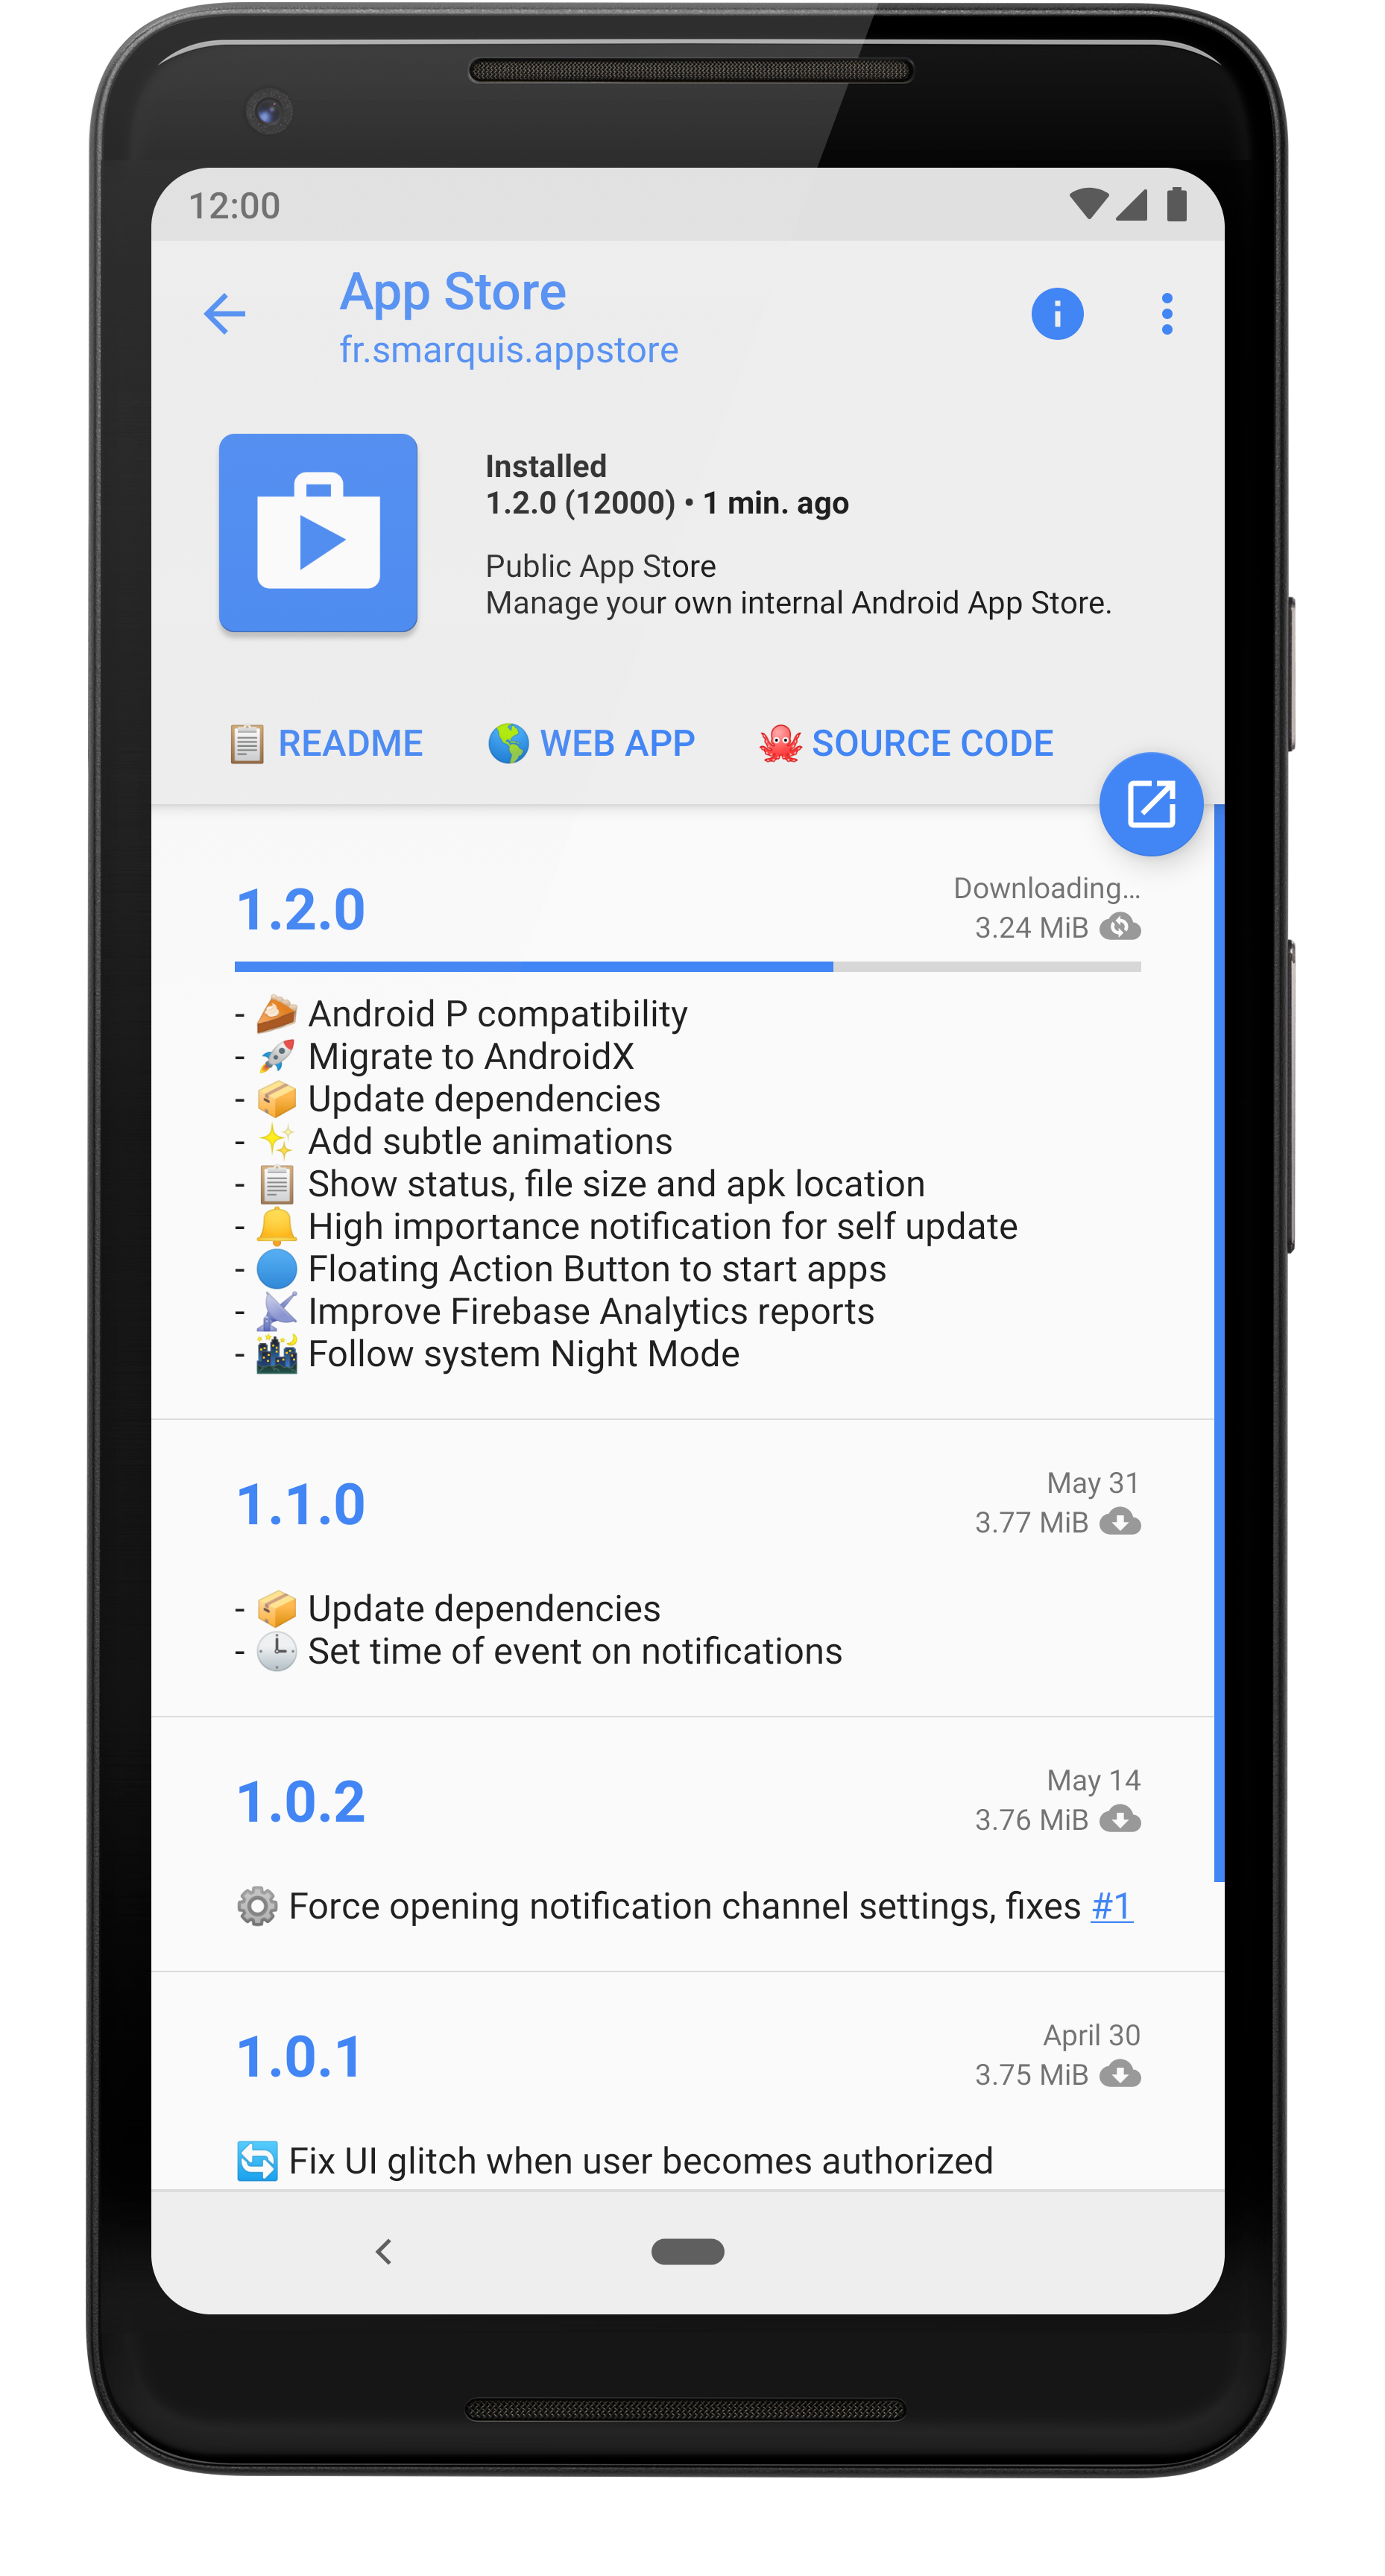 12:00
App Store
fr.smarquis.appstore
Installed
1.2.0 (12000) • 1 min. ago
Public App Store
Manage your own internal Android App Store.
📋 README 🌎 WEB APP 🐙 SOURCE CODE
1.2.0
Downloading...
3.24 MiB
- 🥧 Android P compatibility
- 🚀 Migrate to AndroidX
- 📦 Update dependencies
- ✨ Add subtle animations
- 📋 Show status, file size and apk location
- 🔔 High importance notification for self update
- 🔵 Floating Action Button to start apps
- 📡 Improve Firebase Analytics reports
- 🌃 Follow system Night Mode
1.1.0
May 31
3.77 MiB
- 📦 Update dependencies
- 🕒 Set time of event on notifications
1.0.2
May 14
3.76 MiB
⚙️ Force opening notification channel settings, fixes #1
1.0.1
April 30
3.75 MiB
🔄 Fix UI glitch when user becomes authorized